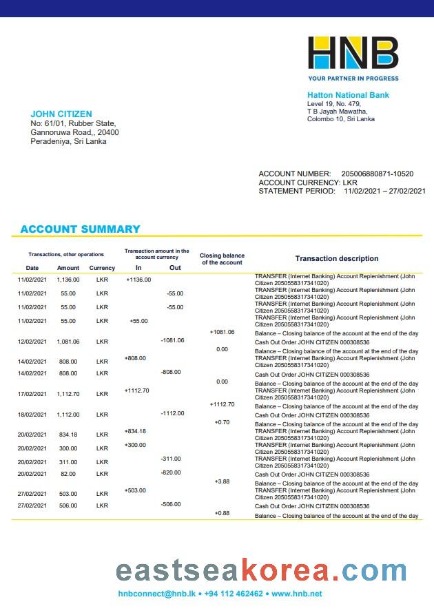 HNB
YOUR PARTNER IN PROGRESS
Hatton National Bank
Level 19, No. 479,
T B Jayah Mawatha,
Colombo 10, Sri Lanka
JOHN CITIZEN
No: 61/01, Rubber State,
Gannoruwa Road,, 20400
Peradeniya, Sri Lanka
ACCOUNT NUMBER: 205006880871-10520
ACCOUNT CURRENCY: LKR
STATEMENT PERIOD: 11/02/2021 – 27/02/2021
ACCOUNT SUMMARY
Transactions, other operations Transaction amount in the account currency Closing balance of the account Transaction description
Date Amount Currency In Out
11/02/2021 1,136.00 LKR +1136.00 TRANSFER (Internet Banking) Account Replenishment (John
Citizen 2050558317341020)
11/02/2021 55.00 LKR -55.00 TRANSFER (Internet Banking) Account Replenishment (John
Citizen 2050558317341020)
11/02/2021 55.00 LKR -55.00 TRANSFER (Internet Banking) Account Replenishment (John
Citizen 2050558317341020)
11/02/2021 55.00 LKR +55.00 TRANSFER (Internet Banking) Account Replenishment (John
Citizen 2050558317341020)
+1081.06 Balance – Closing balance of the account at the end of the day
12/02/2021 1,081.06 LKR -1081.06 Cash Out Order JOHN CITIZEN 000308536
0.00 Balance – Closing balance of the account at the end of the day
14/02/2021 808.00 LKR +808.00 TRANSFER (Internet Banking) Account Replenishment (John
Citizen 2050558317341020)
14/02/2021 808.00 LKR -808.00 Cash Out Order JOHN CITIZEN 000308536
0.00 Balance – Closing balance of the account at the end of the day
17/02/2021 1,112.70 LKR +1112.70 TRANSFER (Internet Banking) Account Replenishment (John
Citizen 2050558317341020)
+1112.70 Balance – Closing balance of the account at the end of the day
18/02/2021 1,112.00 LKR -1112.00 Cash Out Order JOHN CITIZEN 000308536
+0.70 Balance – Closing balance of the account at the end of the day
20/02/2021 834.18 LKR +834.18 TRANSFER (Internet Banking) Account Replenishment (John
Citizen 2050558317341020)
20/02/2021 300.00 LKR +300.00 TRANSFER (Internet Banking) Account Replenishment (John
Citizen 2050558317341020)
20/02/2021 311.00 LKR -311.00 TRANSFER (Internet Banking) Account Replenishment (John
Citizen 2050558317341020)
20/02/2021 82.00 LKR -820.00 Cash Out Order JOHN CITIZEN 000308536
+3.88 Balance – Closing balance of the account at the end of the day
27/02/2021 503.00 LKR +503.00 TRANSFER (Internet Banking) Account Replenishment (John
Citizen 2050558317341020)
27/02/2021 506.00 LKR -506.00 Cash Out Order JOHN CITIZEN 000308536
+0.88 Balance – Closing balance of the account at the end of the day
eastseakorea.com
hnbconnect@hnb.lk • +94 112 462462 • www.hnb.net